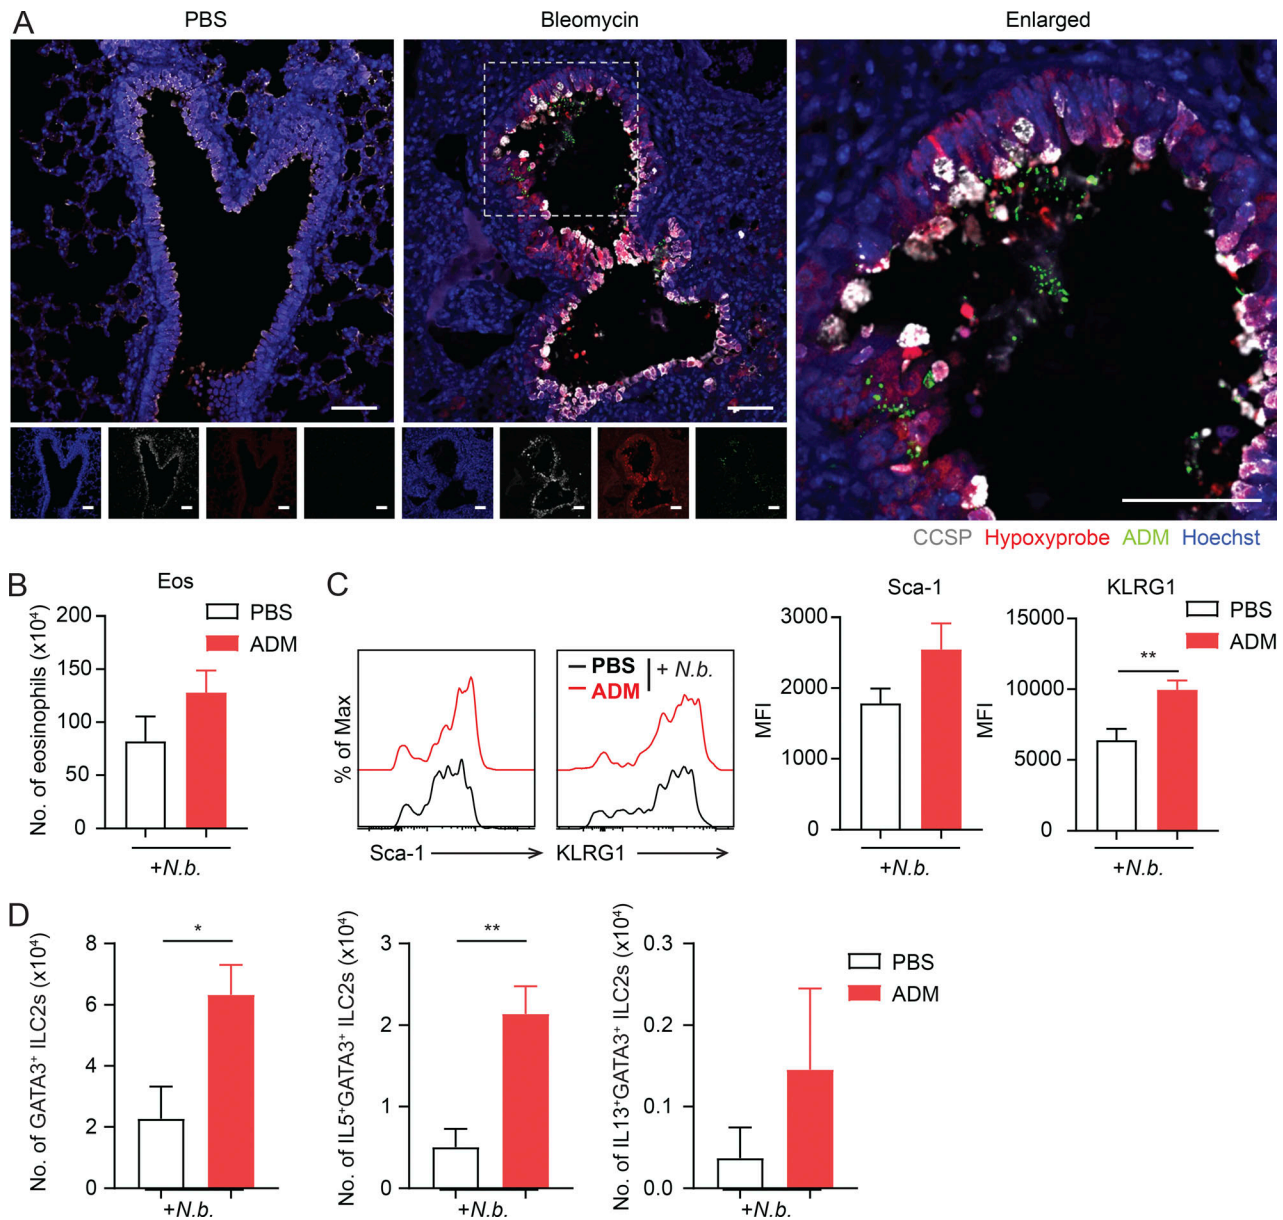 A
PBS
Bleomycin
Enlarged
CCSP Hypoxyprobe ADM Hoechst
B
Eos
No. of eosinophils (x10⁴)
200
150
100
50
0
PBS
ADM
+N.b.
C
% of Max
PBS
ADM
+ N.b.
Sca-1
KLRG1
Sca-1
MFI
3000
2000
1000
0
+N.b.
KLRG1
MFI
15000
10000
5000
0
**
PBS
ADM
+N.b.
D
No. of GATA3⁺ ILC2s (x10⁴)
8
6
4
2
0
*
+N.b.
No. of IL5⁺GATA3⁺ ILC2s (x10⁴)
3
2
1
0
**
+N.b.
No. of IL13⁺GATA3⁺ ILC2s (x10⁴)
0.3
0.2
0.1
0.0
+N.b.
PBS
ADM